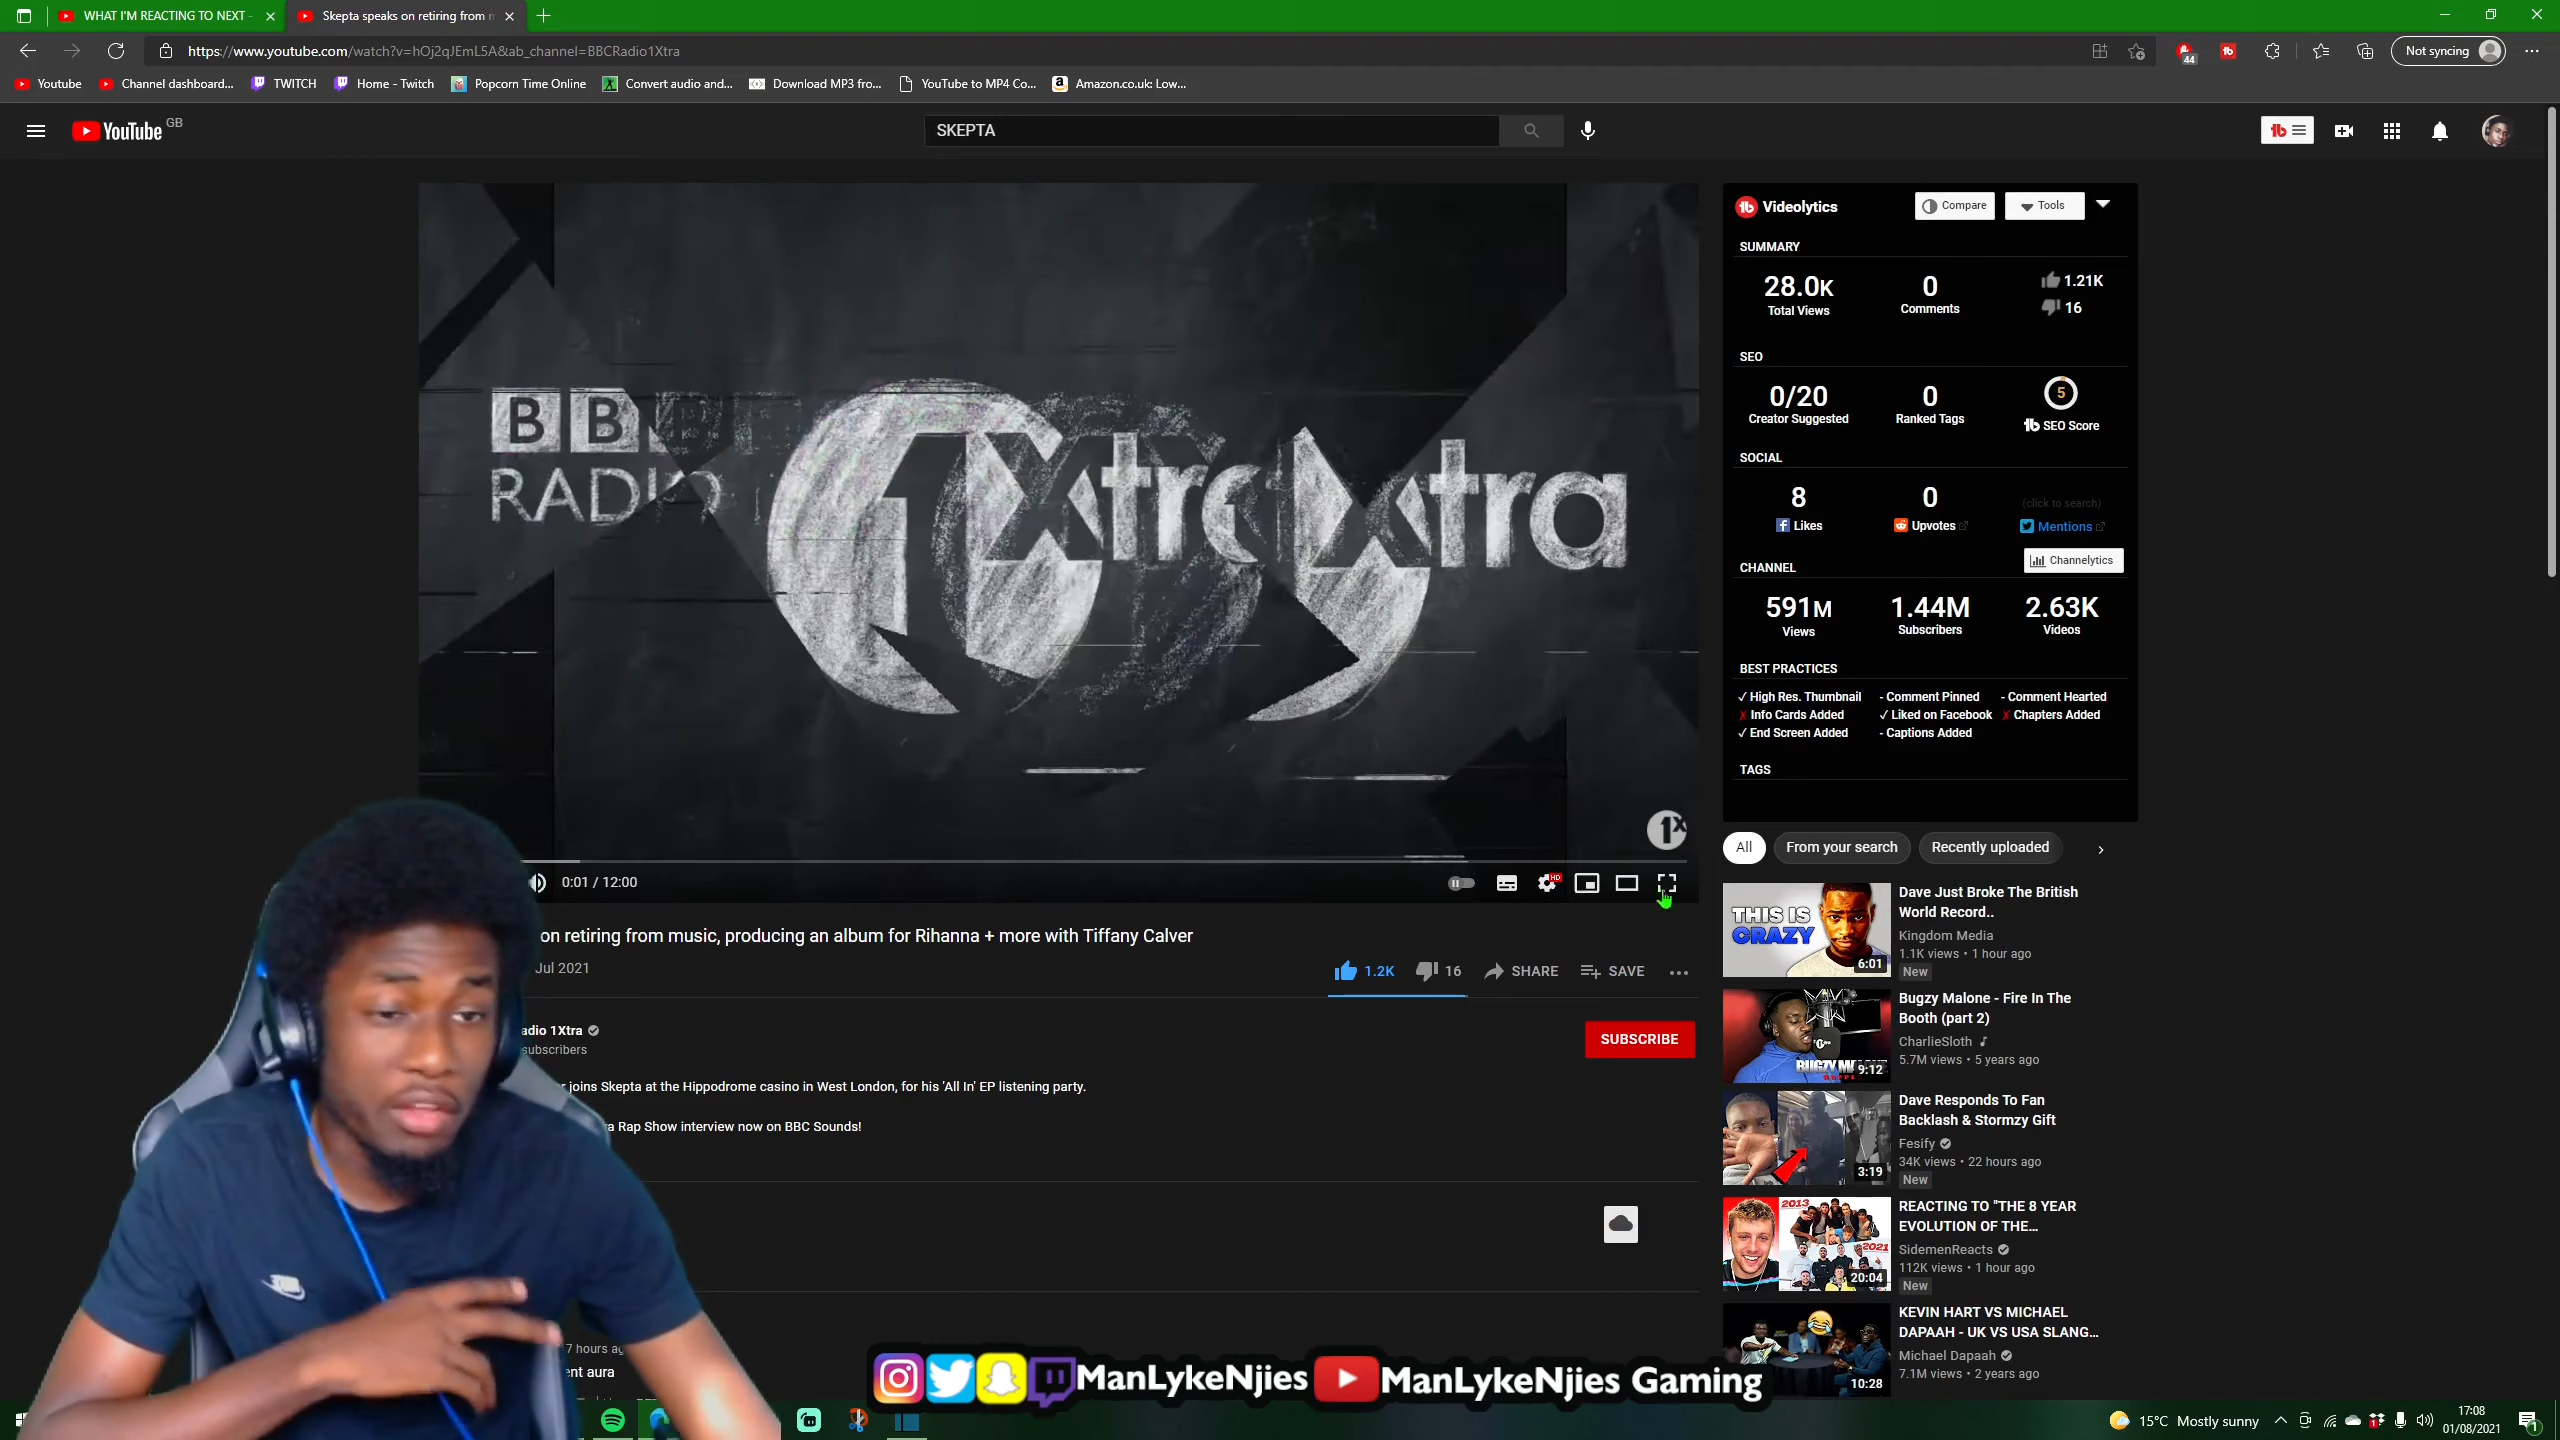 WHAT I'M REACTING TO NEXT -
Skepta speaks on retiring from m
https://www.youtube.com/watch?v=hOj2qJEmL5A&ab_channel=BBCRadio1Xtra
44
Not syncing
Youtube
Channel dashboard...
TWITCH
Home - Twitch
Popcorn Time Online
Convert audio and...
Download MP3 fro...
YouTube to MP4 Co...
Amazon.co.uk: Low...
YouTube GB
SKEPTA
BB
RADIO
1Xtra
Xtra
1X
0:01 / 12:00
HD
on retiring from music, producing an album for Rihanna + more with Tiffany Calver
Jul 2021
1.2K
16
SHARE
SAVE
adio 1Xtra
subscribers
SUBSCRIBE
r joins Skepta at the Hippodrome casino in West London, for his 'All In' EP listening party.
a Rap Show interview now on BBC Sounds!
7 hours ag
ent aura
Videolytics
Compare
Tools
SUMMARY
28.0K
Total Views
0
Comments
1.21K
16
SEO
0/20
Creator Suggested
0
Ranked Tags
5
SEO Score
SOCIAL
8
Likes
0
Upvotes
(click to search)
Mentions
CHANNEL
Channelytics
591M
Views
1.44M
Subscribers
2.63K
Videos
BEST PRACTICES
✓ High Res. Thumbnail
- Comment Pinned
- Comment Hearted
✗ Info Cards Added
✓ Liked on Facebook
✗ Chapters Added
✓ End Screen Added
- Captions Added
TAGS
All
From your search
Recently uploaded
THIS IS
CRAZY
6:01
Dave Just Broke The British
World Record..
Kingdom Media
1.1K views • 1 hour ago
New
9:12
Bugzy Malone - Fire In The
Booth (part 2)
CharlieSloth
5.7M views • 5 years ago
3:19
Dave Responds To Fan
Backlash & Stormzy Gift
Fesify
34K views • 22 hours ago
New
2013
2021
20:04
REACTING TO "THE 8 YEAR
EVOLUTION OF THE...
SidemenReacts
112K views • 1 hour ago
New
10:28
KEVIN HART VS MICHAEL
DAPAAH - UK VS USA SLANG...
Michael Dapaah
7.1M views • 2 years ago
ManLykeNjies
ManLykeNjies Gaming
15°C Mostly sunny
17:08
01/08/2021